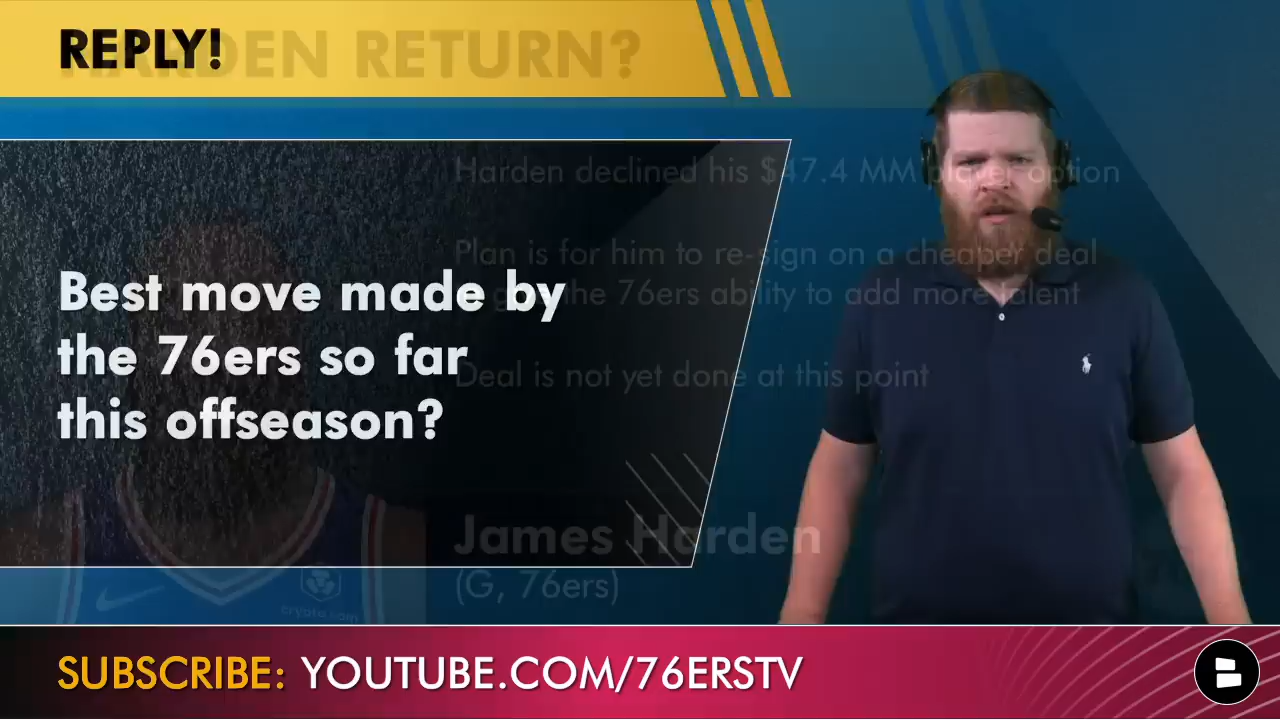 REPLY!
HARDEN RETURN?
Harden declined his $47.4 MM player option
Plan is for him to re-sign on a cheaper deal
the 76ers ability to add more talent
Deal is not yet done at this point
Best move made by
the 76ers so far
this offseason?
James Harden
(G, 76ers)
crypto.com
SUBSCRIBE: YOUTUBE.COM/76ERSTV